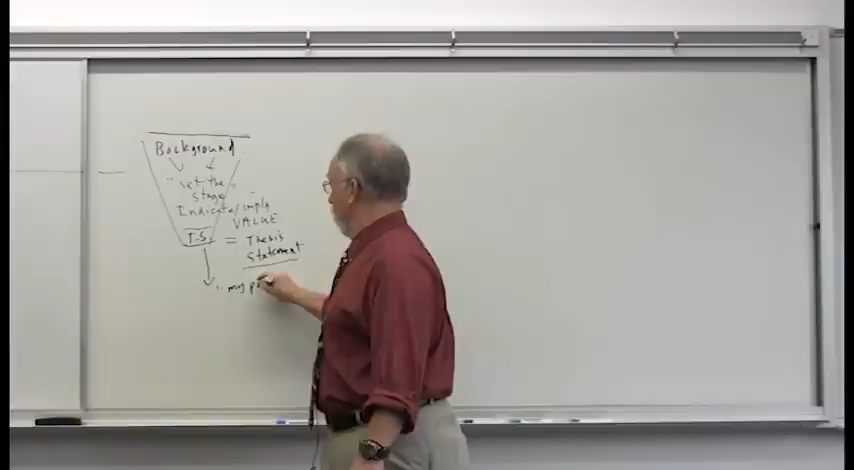 Background
"set the
stage"
Indicate/imply
VALUE
T.S. = Thesis
Statement
"my p